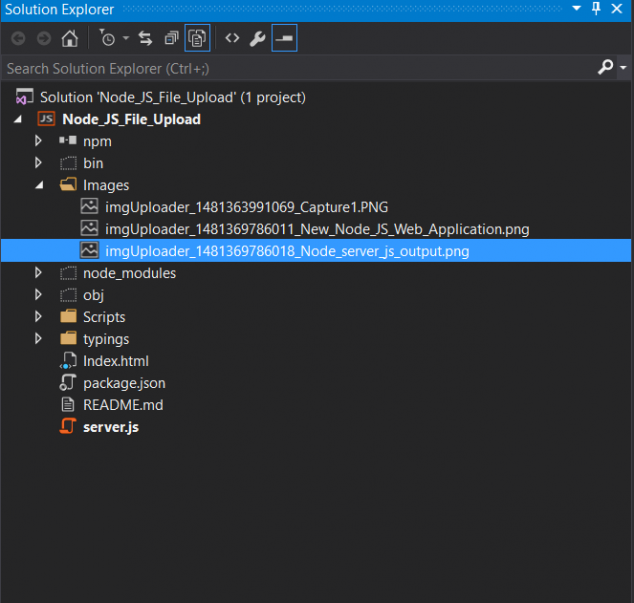 Solution Explorer
Search Solution Explorer (Ctrl+;)
Solution 'Node_JS_File_Upload' (1 project)
JS Node_JS_File_Upload
npm
bin
Images
imgUploader_1481363991069_Capture1.PNG
imgUploader_1481369786011_New_Node_JS_Web_Application.png
imgUploader_1481369786018_Node_server_js_output.png
node_modules
obj
Scripts
typings
Index.html
package.json
README.md
server.js